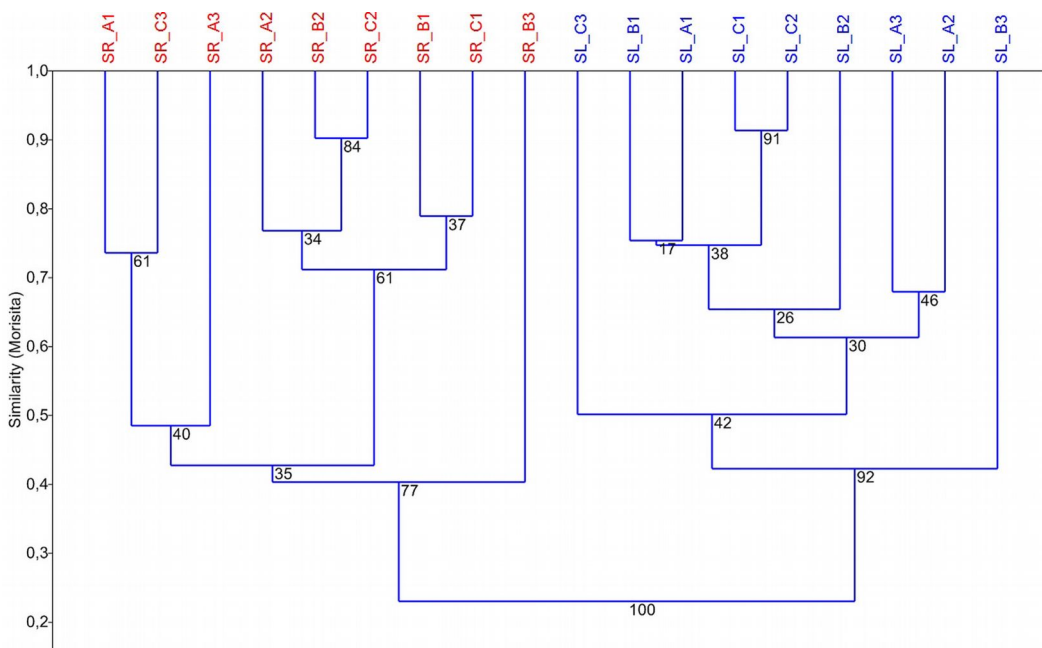 SR_A1
SR_C3
SR_A3
SR_A2
SR_B2
SR_C2
SR_B1
SR_C1
SR_B3
SL_C3
SL_B1
SL_A1
SL_C1
SL_C2
SL_B2
SL_A3
SL_A2
SL_B3
1,0
0,9
0,8
0,7
0,6
0,5
0,4
0,3
0,2
Similarity (Morisita)
91
84
37
34
17
38
61
61
46
26
30
42
40
35
92
77
100